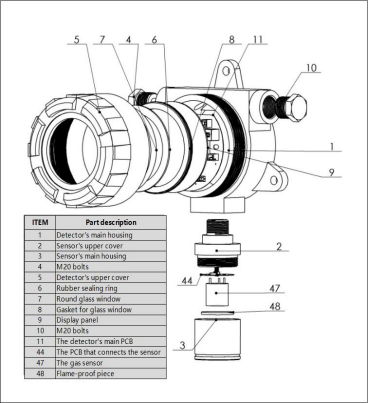 5 7 4 6 8 11
10
1
9
2
44
47
48
3
ITEM Part description
1 Detector's main housing
2 Sensor's upper cover
3 Sensor's main housing
4 M20 bolts
5 Detector's upper cover
6 Rubber sealing ring
7 Round glass window
8 Gasket for glass window
9 Display panel
10 M20 bolts
11 The detector's main PCB
44 The PCB that connects the sensor
47 The gas sensor
48 Flame-proof piece